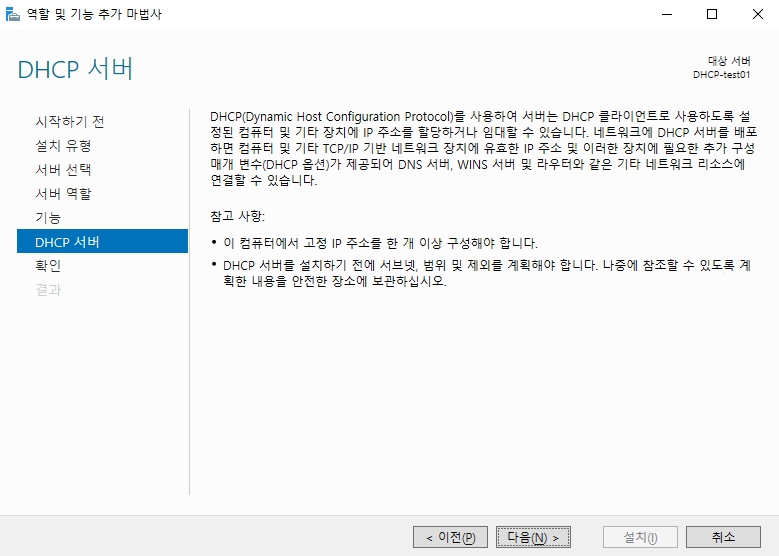 역할 및 기능 추가 마법사
DHCP 서버
대상 서버
DHCP-test01
시작하기 전
설치 유형
서버 선택
서버 역할
기능
DHCP 서버
확인
결과
DHCP(Dynamic Host Configuration Protocol)를 사용하여 서버는 DHCP 클라이언트로 사용하도록 설
정된 컴퓨터 및 기타 장치에 IP 주소를 할당하거나 임대할 수 있습니다. 네트워크에 DHCP 서버를 배포
하면 컴퓨터 및 기타 TCP/IP 기반 네트워크 장치에 유효한 IP 주소 및 이러한 장치에 필요한 추가 구성
매개 변수(DHCP 옵션)가 제공되어 DNS 서버, WINS 서버 및 라우터와 같은 기타 네트워크 리소스에
연결할 수 있습니다.
참고 사항:
• 이 컴퓨터에서 고정 IP 주소를 한 개 이상 구성해야 합니다.
• DHCP 서버를 설치하기 전에 서브넷, 범위 및 제외를 계획해야 합니다. 나중에 참조할 수 있도록 계
획한 내용을 안전한 장소에 보관하십시오.
< 이전(P)
다음(N) >
설치(I)
취소